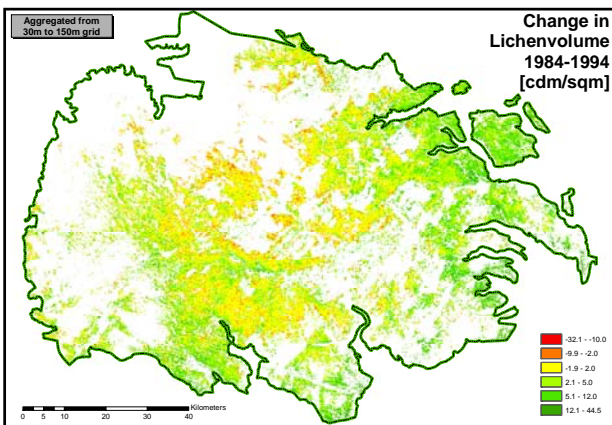 Aggregated from
30m to 150m grid
Change in
Lichenvolume
1984-1994
[cdm/sqm]
-32.1 - -10.0
-9.9 - -2.0
-1.9 - 2.0
2.1 - 5.0
5.1 - 12.0
12.1 - 44.5
Kilometers
0 5 10 20 30 40